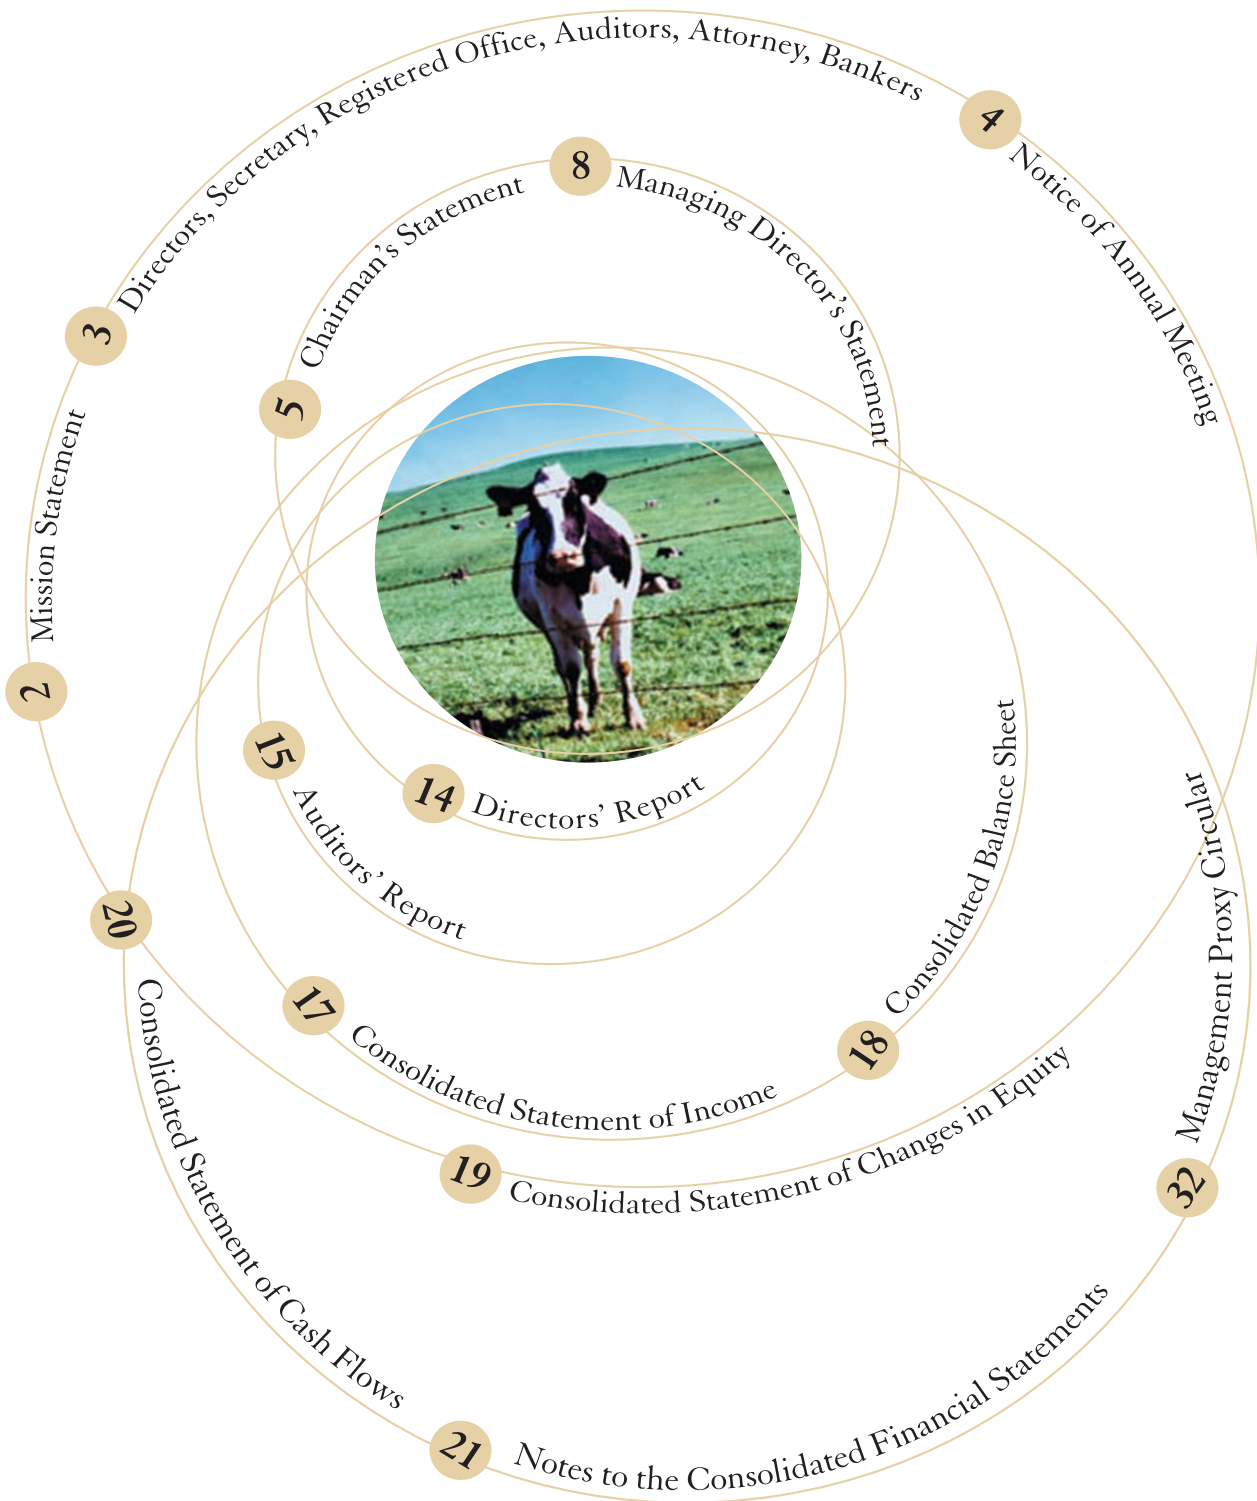 2 Mission Statement
3 Directors, Secretary, Registered Office, Auditors, Attorney, Bankers
4 Notice of Annual Meeting
5 Chairman’s Statement
8 Managing Director’s Statement
14 Directors’ Report
15 Auditors’ Report
17 Consolidated Statement of Income
18 Consolidated Balance Sheet
19 Consolidated Statement of Changes in Equity
20 Consolidated Statement of Cash Flows
21 Notes to the Consolidated Financial Statements
32 Management Proxy Circular